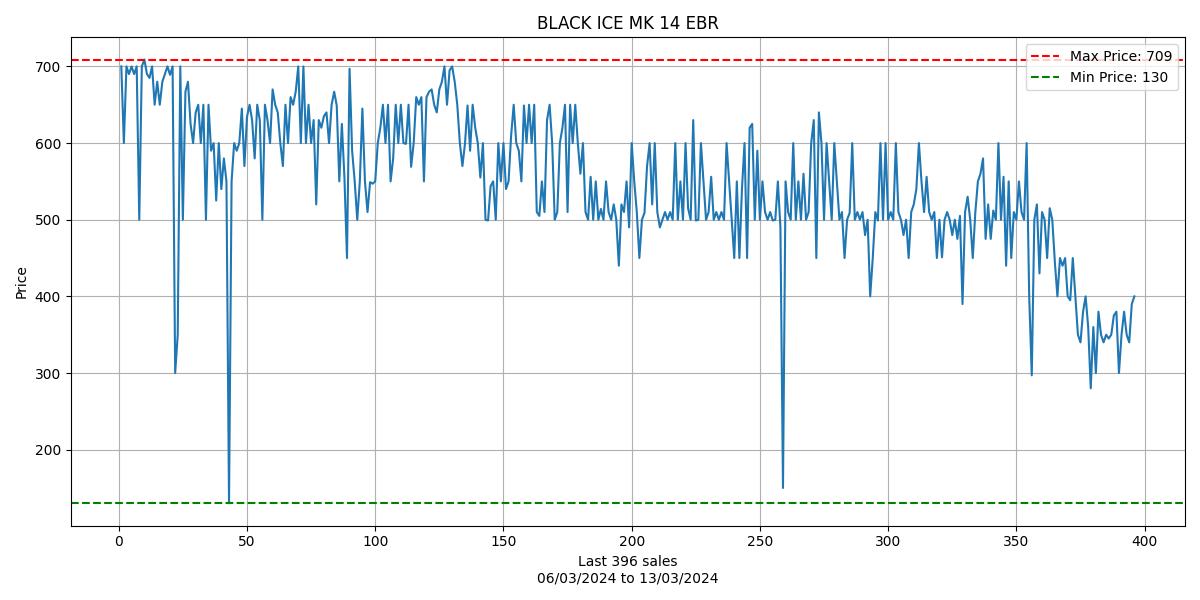 BLACK ICE MK 14 EBR
Max Price: 709
Min Price: 130
700
600
500
400
300
200
Price
0 50 100 150 200 250 300 350 400
Last 396 sales
06/03/2024 to 13/03/2024